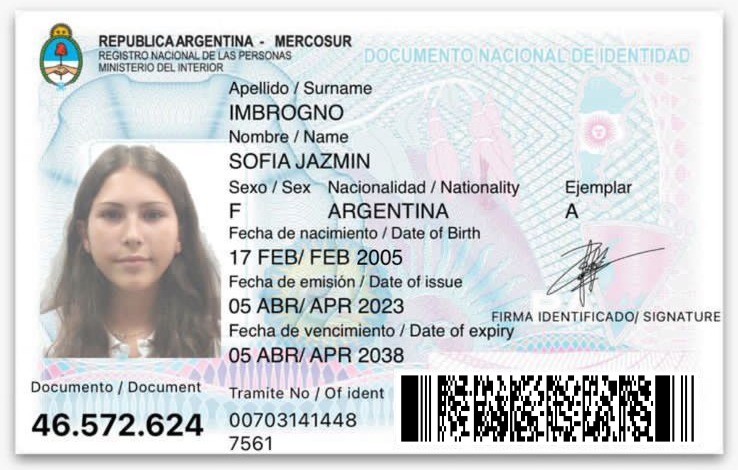 REPUBLICA ARGENTINA - MERCOSUR
REGISTRO NACIONAL DE LAS PERSONAS
MINISTERIO DEL INTERIOR
DOCUMENTO NACIONAL DE IDENTIDAD
Apellido / Surname
IMBROGNO
Nombre / Name
SOFIA JAZMIN
Sexo / Sex Nacionalidad / Nationality Ejemplar
F ARGENTINA A
Fecha de nacimiento / Date of Birth
17 FEB/ FEB 2005
Fecha de emisión / Date of issue
05 ABR/ APR 2023
FIRMA IDENTIFICADO/ SIGNATURE
Fecha de vencimiento / Date of expiry
05 ABR/ APR 2038
Documento / Document
46.572.624
Tramite No / Of ident
00703141448
7561